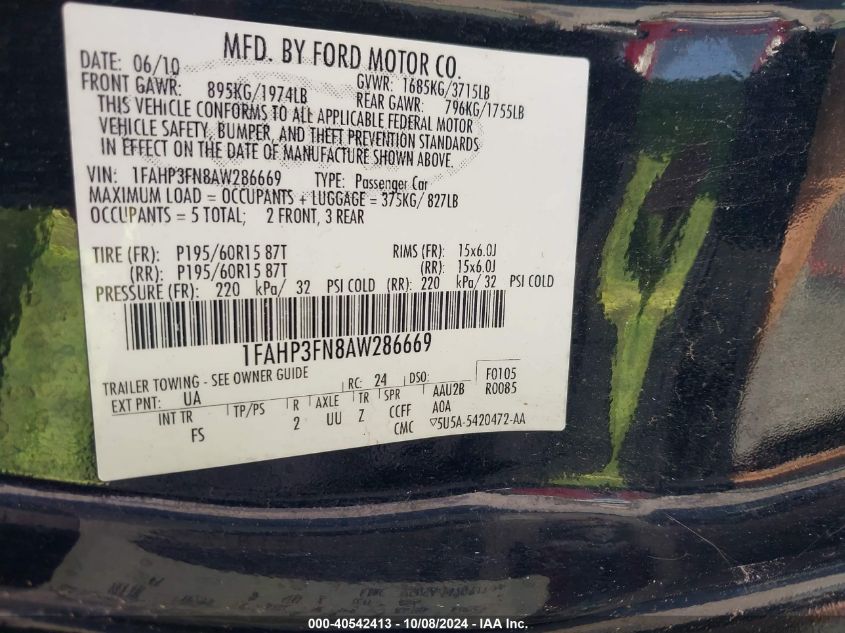 MFD. BY FORD MOTOR CO.
DATE: 06/10 GVWR: 1685KG/3715LB
FRONT GAWR: 895KG/1974LB REAR GAWR: 796KG/1755LB
THIS VEHICLE CONFORMS TO ALL APPLICABLE FEDERAL MOTOR
VEHICLE SAFETY, BUMPER, AND THEFT PREVENTION STANDARDS
IN EFFECT ON THE DATE OF MANUFACTURE SHOWN ABOVE.
VIN: 1FAHP3FN8AW286669 TYPE: Passenger Car
MAXIMUM LOAD = OCCUPANTS + LUGGAGE = 375KG/ 827LB
OCCUPANTS = 5 TOTAL; 2 FRONT, 3 REAR
TIRE (FR): P195/60R15 87T RIMS (FR): 15x6.0J
(RR): P195/60R15 87T (RR): 15x6.0J
PRESSURE (FR): 220 kPa/ 32 PSI COLD (RR): 220 kPa/ 32 PSI COLD
1FAHP3FN8AW286669
TRAILER TOWING - SEE OWNER GUIDE RC: 24 DSO: F0105
EXT PNT: UA AAU2B R0085
INT TR TP/PS R AXLE TR SPR
FS 2 UU Z CCFF A0A
CMC ▽5U5A-5420472-AA
000-40542413 - 10/08/2024 - IAA Inc.